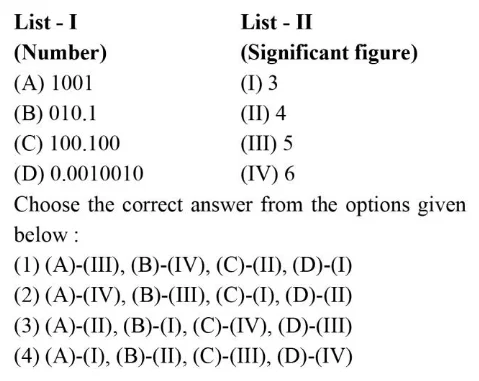 List - I List - II
(Number) (Significant figure)
(A) 1001 (I) 3
(B) 010.1 (II) 4
(C) 100.100 (III) 5
(D) 0.0010010 (IV) 6
Choose the correct answer from the options given
below :
(1) (A)-(III), (B)-(IV), (C)-(II), (D)-(I)
(2) (A)-(IV), (B)-(III), (C)-(I), (D)-(II)
(3) (A)-(II), (B)-(I), (C)-(IV), (D)-(III)
(4) (A)-(I), (B)-(II), (C)-(III), (D)-(IV)